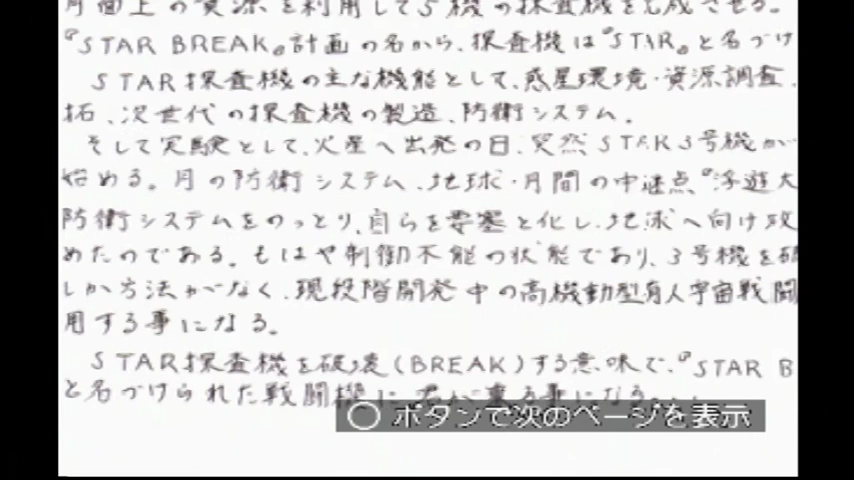 月面上の資源を利用して5機の探査機を完成させる。
『STAR BREAK』計画の名から、探査機は『STAR』と名づけ
STAR探査機の主な機能として、惑星環境・資源調査、
拓、次世代の探査機の製造、防衛システム。
そして実験として、火星へ出発の日、突然STAR3号機が
始める。月の防衛システム、地球・月間の中継点『浮遊大
防衛システムをのっとり、自らを要塞と化し、地球へ向け攻
めたのである。もはや制御不能の状態であり、3号機を破
しか方法がなく、現段階開発中の高機動型有人宇宙戦闘
用する事になる。
STAR探査機を破壊(BREAK)する意味で、『STAR B
と名づけられた戦闘機に
○ ボタンで次のページを表示